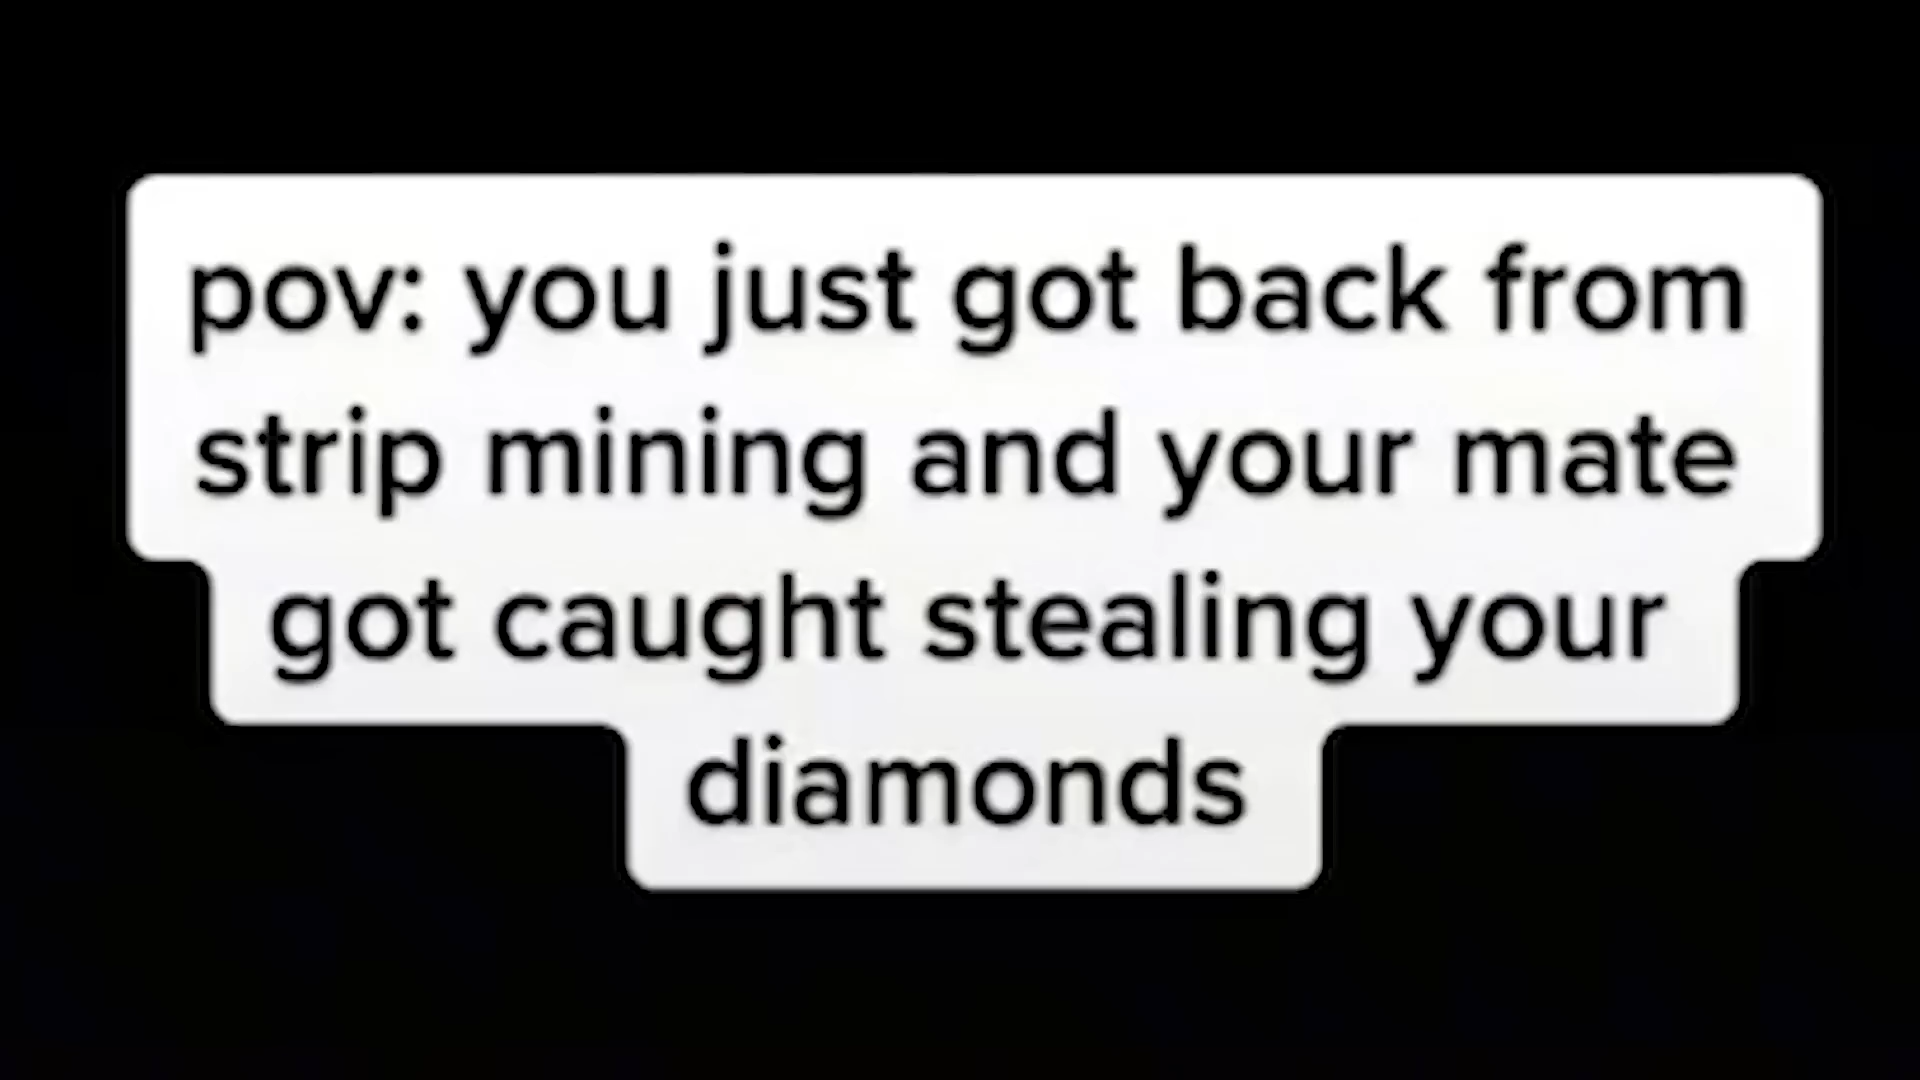 pov: you just got back from
strip mining and your mate
got caught stealing your
diamonds